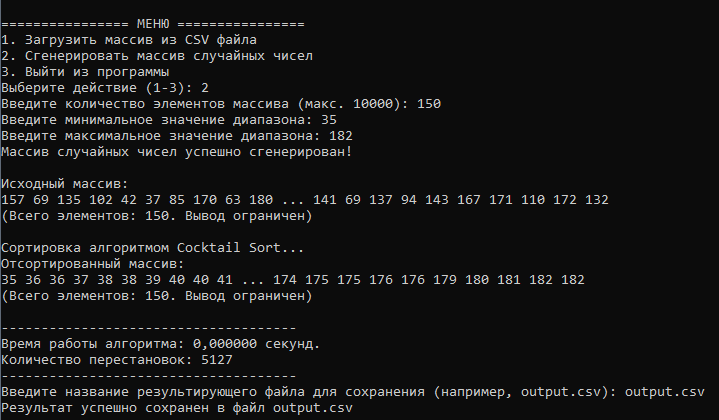 ================ МЕНЮ ================
1. Загрузить массив из CSV файла
2. Сгенерировать массив случайных чисел
3. Выйти из программы
Выберите действие (1-3): 2
Введите количество элементов массива (макс. 10000): 150
Введите минимальное значение диапазона: 35
Введите максимальное значение диапазона: 182
Массив случайных чисел успешно сгенерирован!
Исходный массив:
157 69 135 102 42 37 85 170 63 180 ... 141 69 137 94 143 167 171 110 172 132
(Всего элементов: 150. Вывод ограничен)
Сортировка алгоритмом Cocktail Sort...
Отсортированный массив:
35 36 36 37 38 38 39 40 40 41 ... 174 175 175 176 176 179 180 181 182 182
(Всего элементов: 150. Вывод ограничен)
-------------------------------------
Время работы алгоритма: 0,000000 секунд.
Количество перестановок: 5127
-------------------------------------
Введите название результирующего файла для сохранения (например, output.csv): output.csv
Результат успешно сохранен в файл output.csv